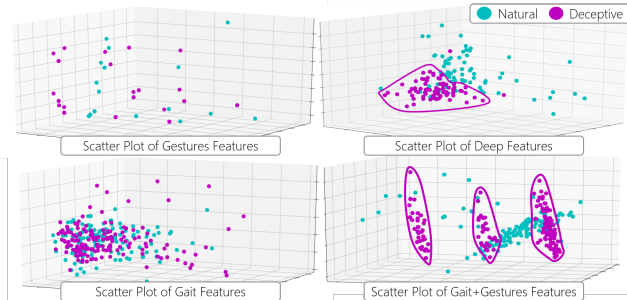 Natural Deceptive
Scatter Plot of Gestures Features
Scatter Plot of Deep Features
Scatter Plot of Gait Features
Scatter Plot of Gait+Gestures Features